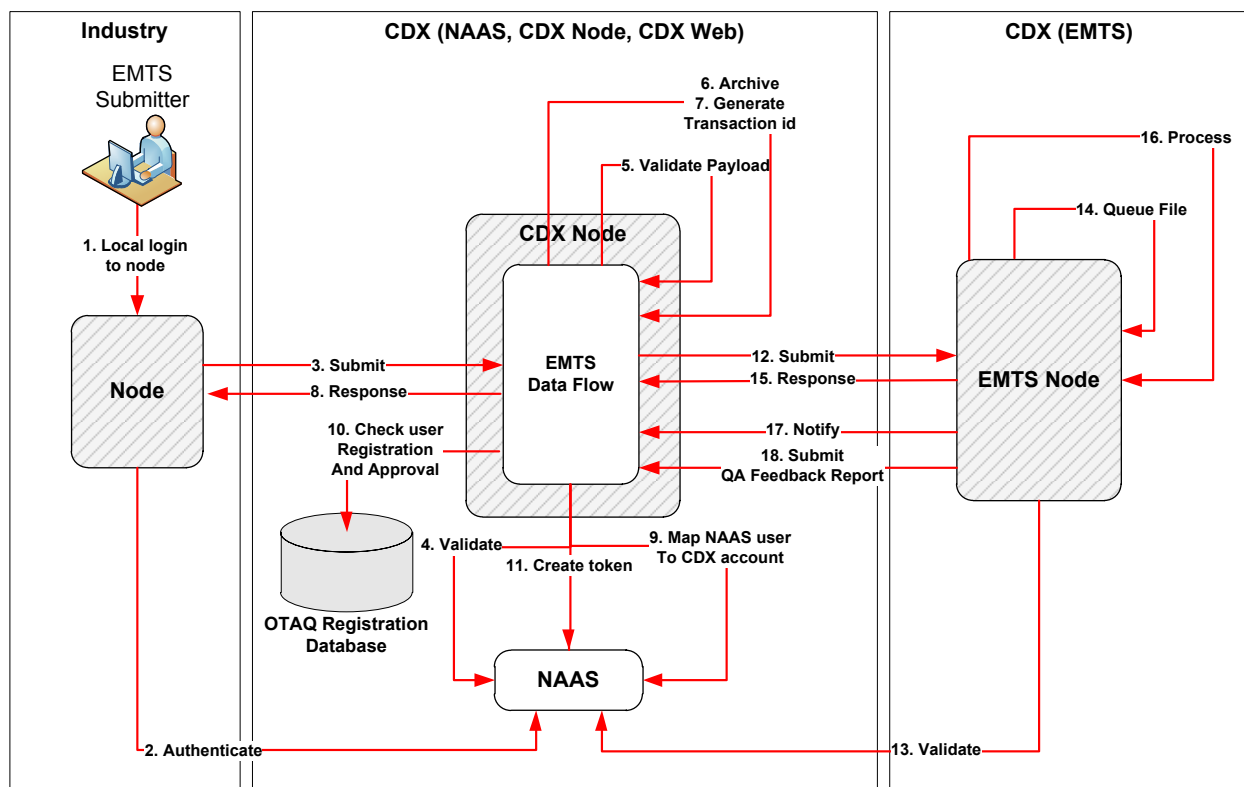 Industry
CDX (NAAS, CDX Node, CDX Web)
CDX (EMTS)
EMTS
Submitter
6. Archive
7. Generate
Transaction id
16. Process
5. Validate Payload
14. Queue File
1. Local login
to node
CDX Node
Node
3. Submit
8. Response
EMTS
Data Flow
12. Submit
15. Response
EMTS Node
10. Check user
Registration
And Approval
17. Notify
18. Submit
QA Feedback Report
4. Validate
9. Map NAAS user
To CDX account
11. Create token
OTAQ Registration
Database
NAAS
2. Authenticate
13. Validate